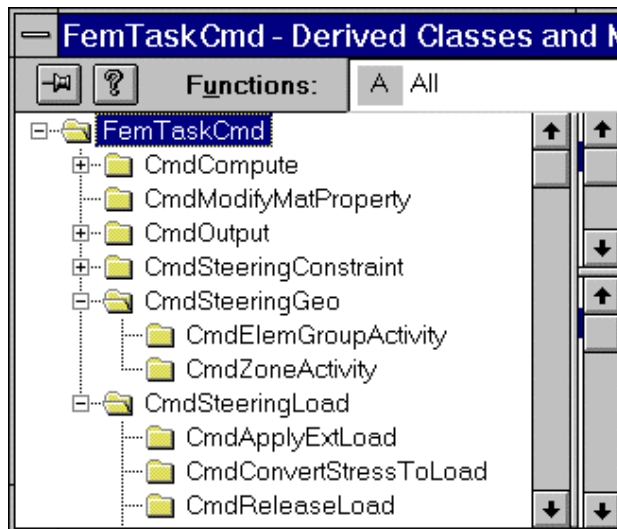 FemTaskCmd - Derived Classes and
Functions: A All
FemTaskCmd
CmdCompute
CmdModifyMatProperty
CmdOutput
CmdSteeringConstraint
CmdSteeringGeo
CmdElemGroupActivity
CmdZoneActivity
CmdSteeringLoad
CmdApplyExtLoad
CmdConvertStressToLoad
CmdReleaseLoad